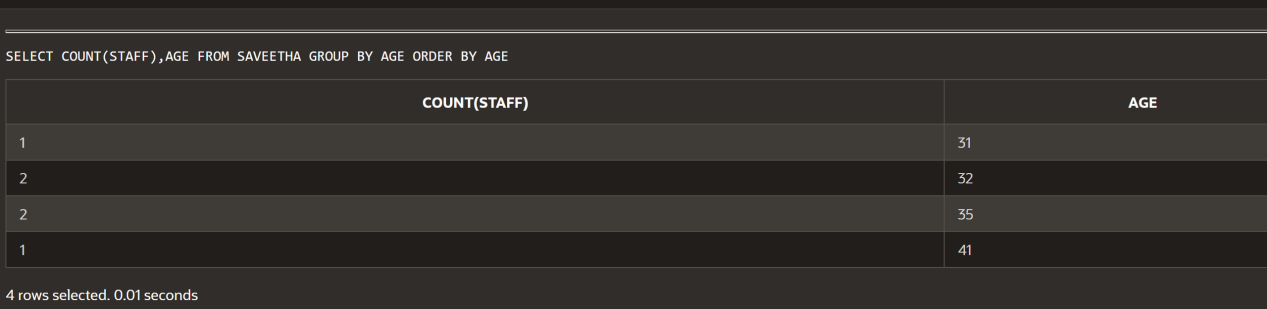 SELECT COUNT(STAFF),AGE FROM SAVEETHA GROUP BY AGE ORDER BY AGE
COUNT(STAFF) AGE
1 31
2 32
2 35
1 41
4 rows selected. 0.01 seconds